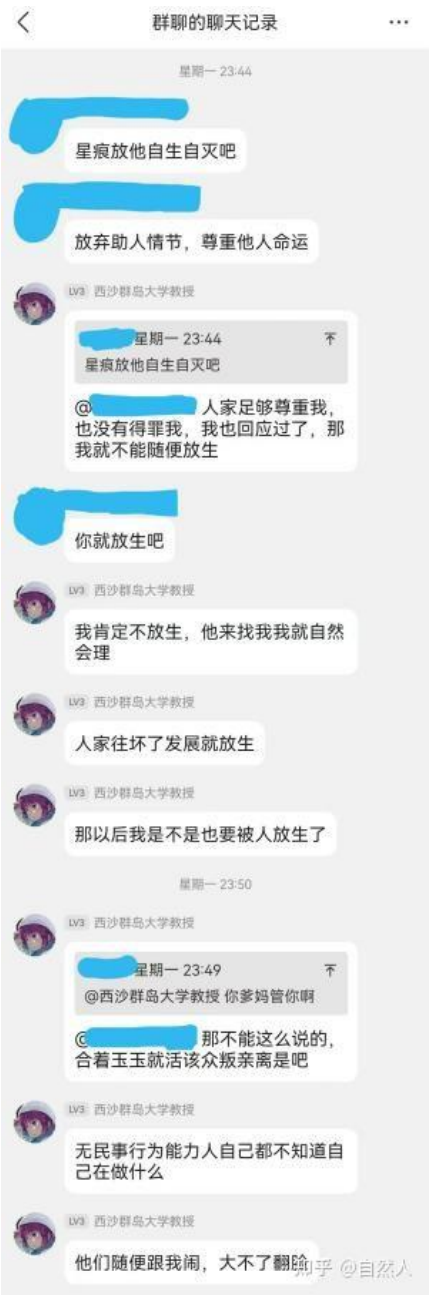 群聊的聊天记录
星期一 23:44
星痕放他自生自灭吧
放弃助人情节，尊重他人命运
LV3 西沙群岛大学教授
星期一 23:44
星痕放他自生自灭吧
@ 人家足够尊重我，
也没有得罪我，我也回应过了，那
我就不能随便放生
你就放生吧
LV3 西沙群岛大学教授
我肯定不放生，他来找我我就自然
会理
LV3 西沙群岛大学教授
人家往坏了发展就放生
LV3 西沙群岛大学教授
那以后我是不是也要被人放生了
星期一 23:50
LV3 西沙群岛大学教授
星期一 23:49
@西沙群岛大学教授 你爹妈管你啊
@ 那不能这么说的，
合着玉玉就活该众叛亲离是吧
LV3 西沙群岛大学教授
无民事行为能力人自己都不知道自
己在做什么
LV3 西沙群岛大学教授
他们随便跟我闹，大不了翻脸
知乎 @自然人